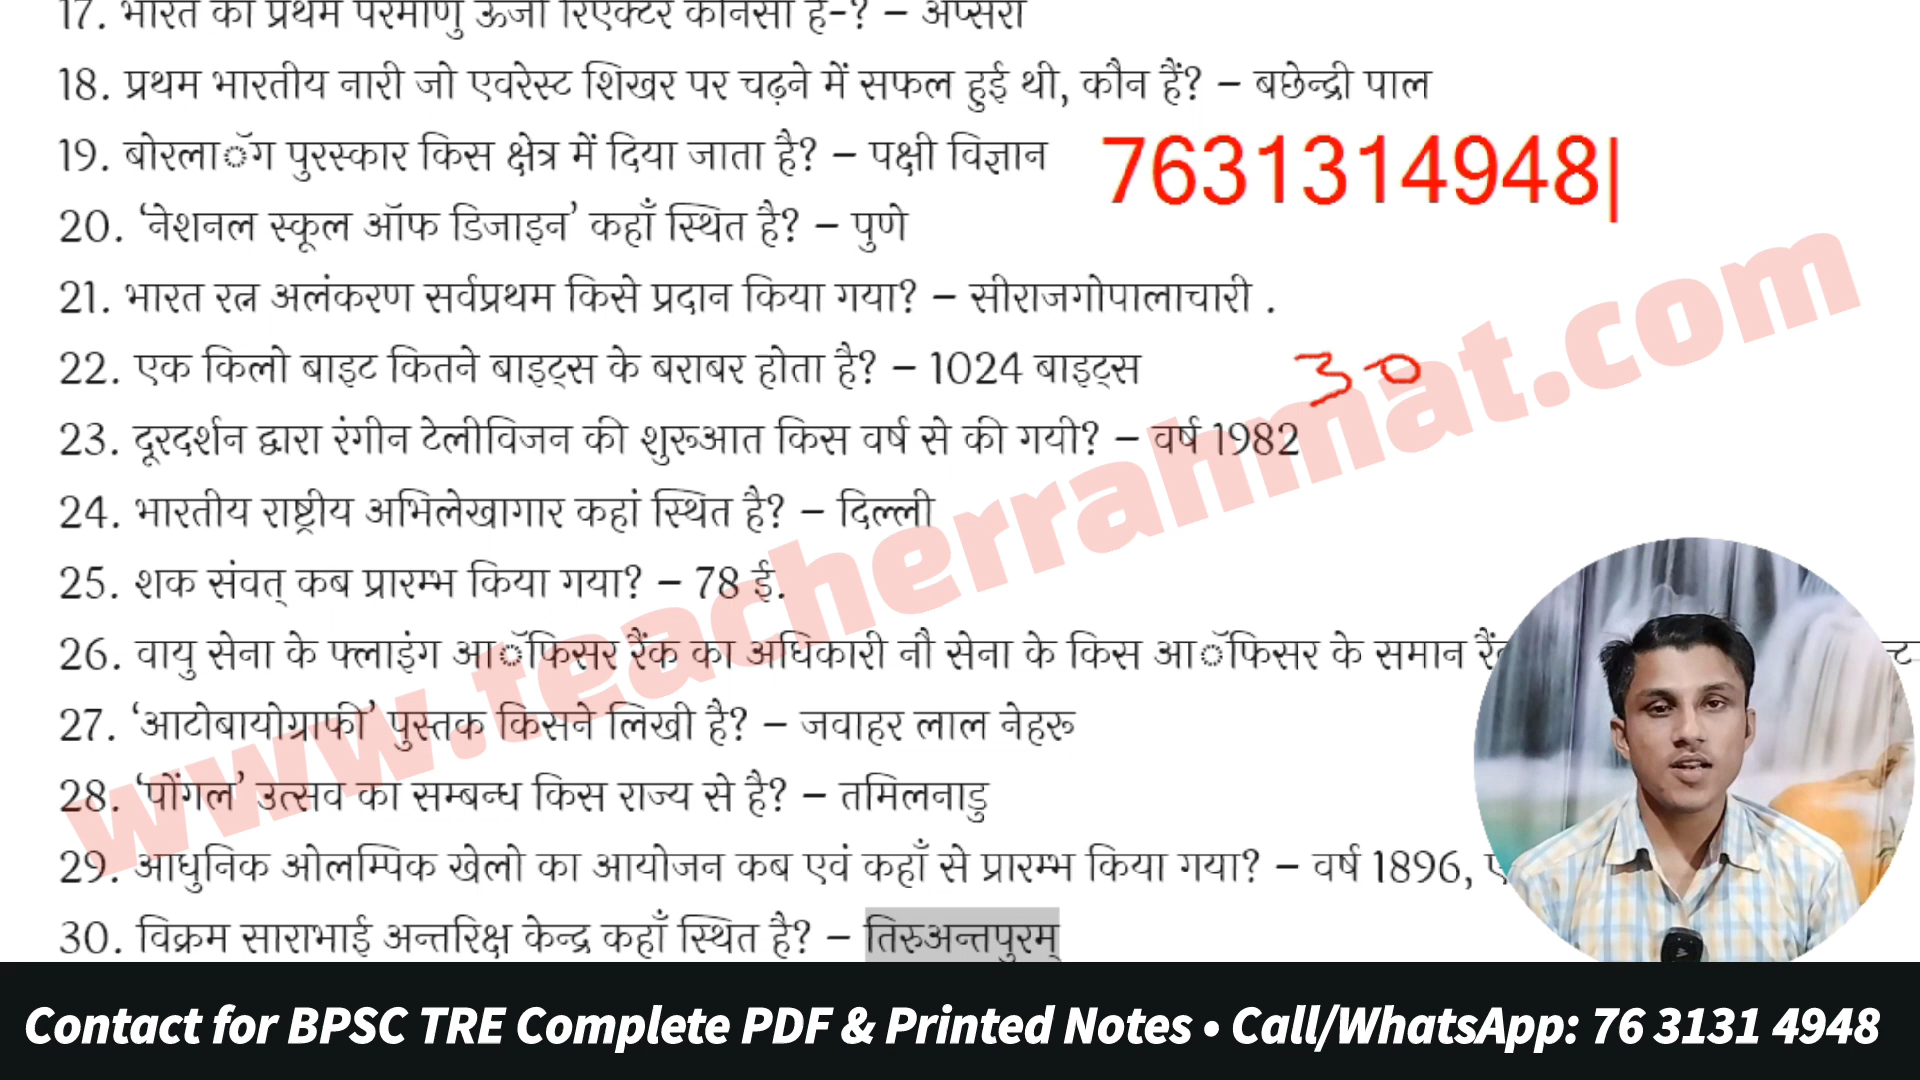 17. भारत का प्रथम परमाणु ऊर्जा रिएक्टर कौनसा है-? – अप्सरा
18. प्रथम भारतीय नारी जो एवरेस्ट शिखर पर चढ़ने में सफल हुई थी, कौन हैं? – बछेन्द्री पाल
19. बोरलाॅग पुरस्कार किस क्षेत्र में दिया जाता है? – पक्षी विज्ञान
7631314948
20. ‘नेशनल स्कूल ऑफ डिजाइन’ कहाँ स्थित है? – पुणे
21. भारत रत्न अलंकरण सर्वप्रथम किसे प्रदान किया गया? – सीराजगोपालाचारी .
22. एक किलो बाइट कितने बाइट्स के बराबर होता है? – 1024 बाइट्स
30
23. दूरदर्शन द्वारा रंगीन टेलीविजन की शुरूआत किस वर्ष से की गयी? – वर्ष 1982
24. भारतीय राष्ट्रीय अभिलेखागार कहां स्थित है? – दिल्ली
25. शक संवत् कब प्रारम्भ किया गया? – 78 ई.
26. वायु सेना के फ्लाइंग आॅफिसर रैंक का अधिकारी नौ सेना के किस आॅफिसर के समान
27. ‘आटोबायोग्राफी’ पुस्तक किसने लिखी है? – जवाहर लाल नेहरू
28. ‘पोंगल’ उत्सव का सम्बन्ध किस राज्य से है? – तमिलनाडु
29. आधुनिक ओलम्पिक खेलो का आयोजन कब एवं कहाँ से प्रारम्भ किया गया? – वर्ष 1896,
30. विक्रम साराभाई अन्तरिक्ष केन्द्र कहाँ स्थित है? – तिरुअन्तपुरम्
www.teacherrahmat.com
Contact for BPSC TRE Complete PDF & Printed Notes • Call/WhatsApp: 76 3131 4948